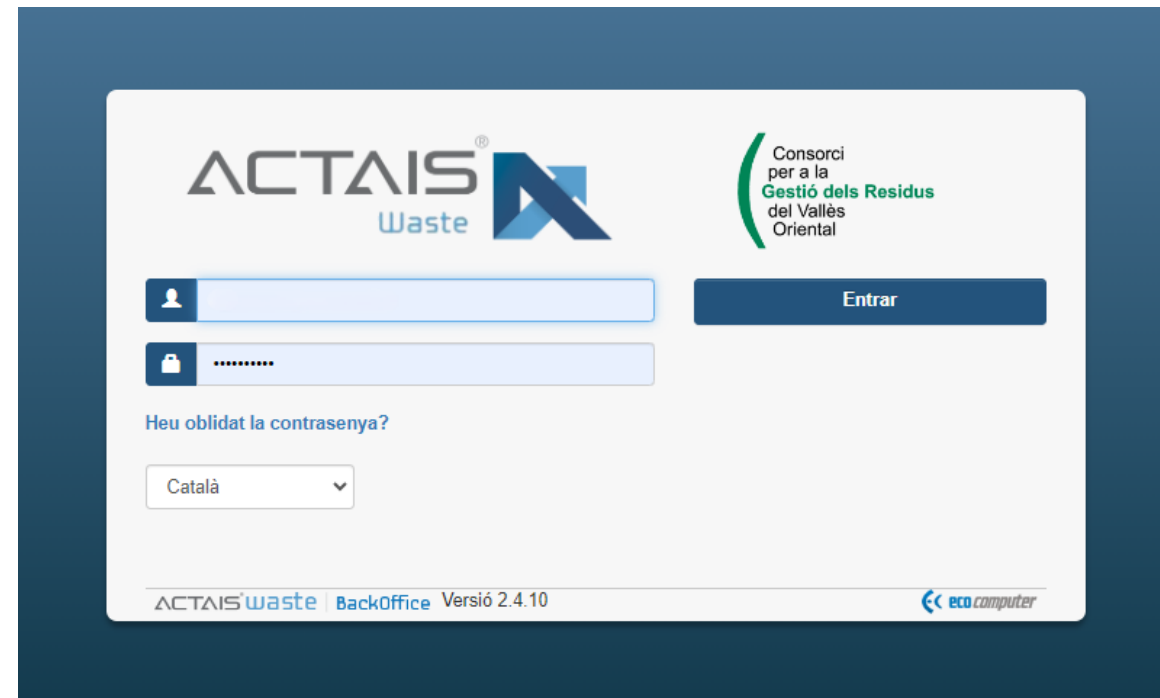 ACTAIS®
Waste
Consorci
per a la
Gestió dels Residus
del Vallès
Oriental
Entrar
••••••••••
Heu oblidat la contrasenya?
Català
ACTAIS® Waste | BackOffice Versió 2.4.10
eco computer